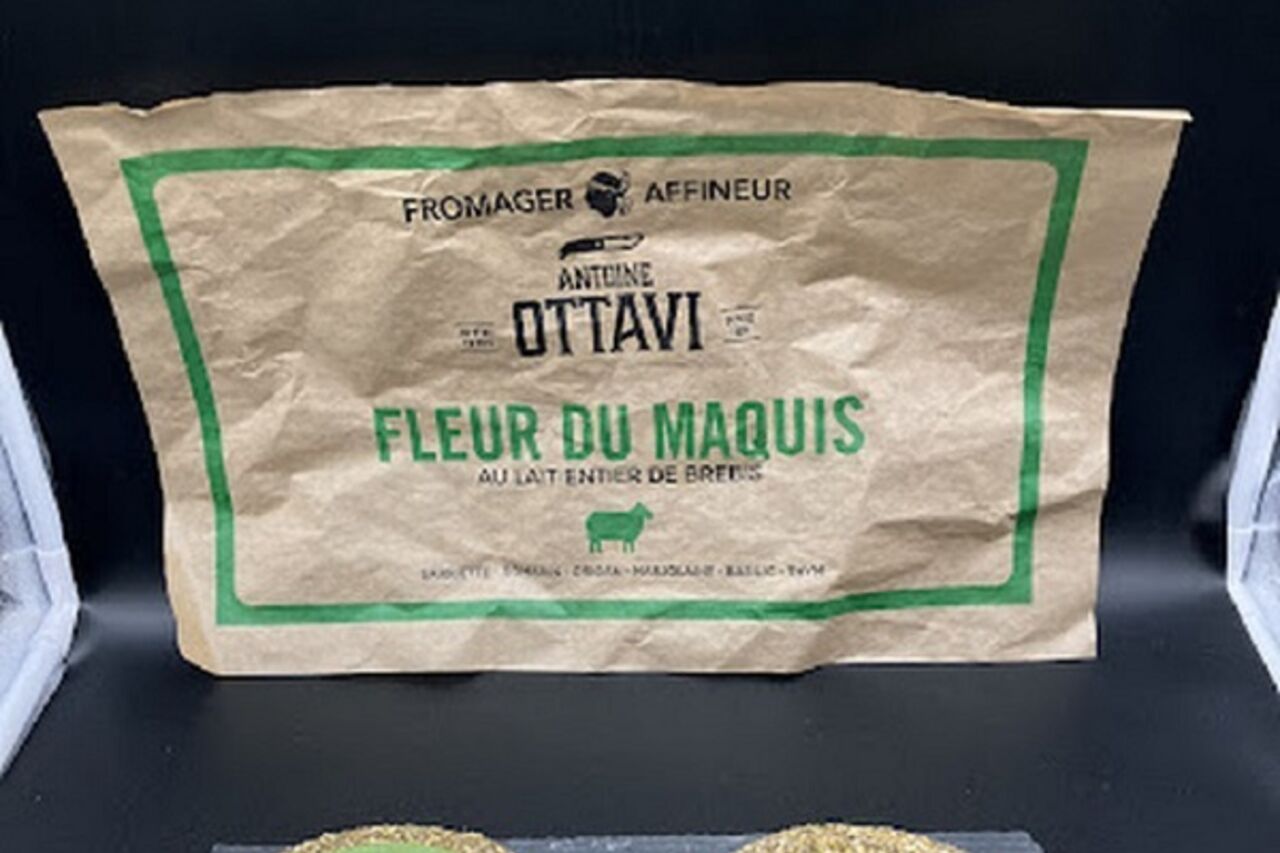 FROMAGER AFFINEUR
ANTOINE
OTTAVI
FLEUR DU MAQUIS
AU LAIT ENTIER DE BREBIS
MARJOLAINE - BASILIC - THYM